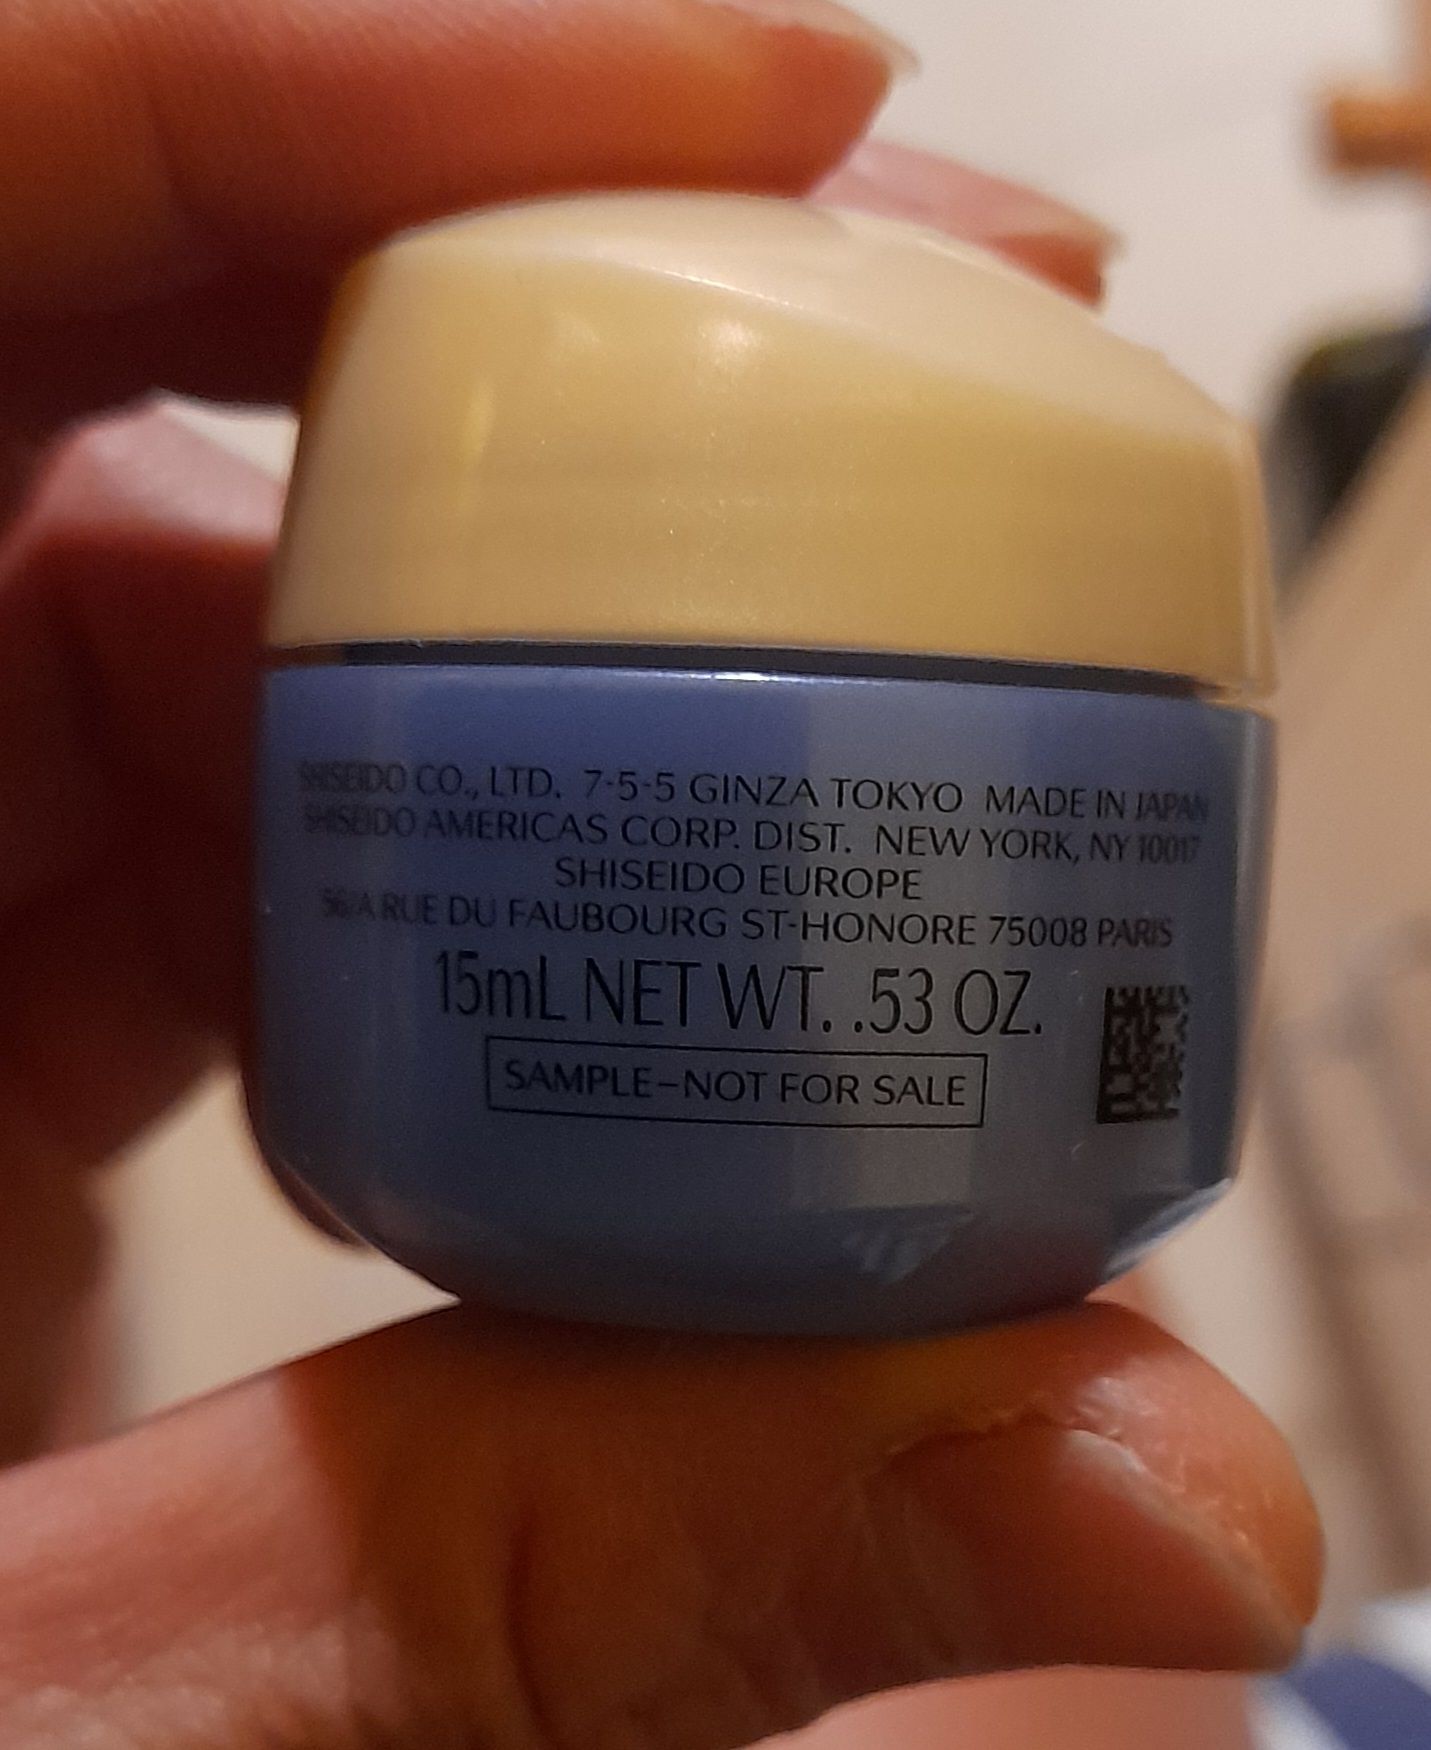 SHISEIDO CO., LTD. 7-5-5 GINZA TOKYO MADE IN JAPAN
SHISEIDO AMERICAS CORP. DIST. NEW YORK, NY 10017
SHISEIDO EUROPE
56/A RUE DU FAUBOURG ST-HONORE 75008 PARIS
15mL NET WT. .53 OZ.
SAMPLE-NOT FOR SALE